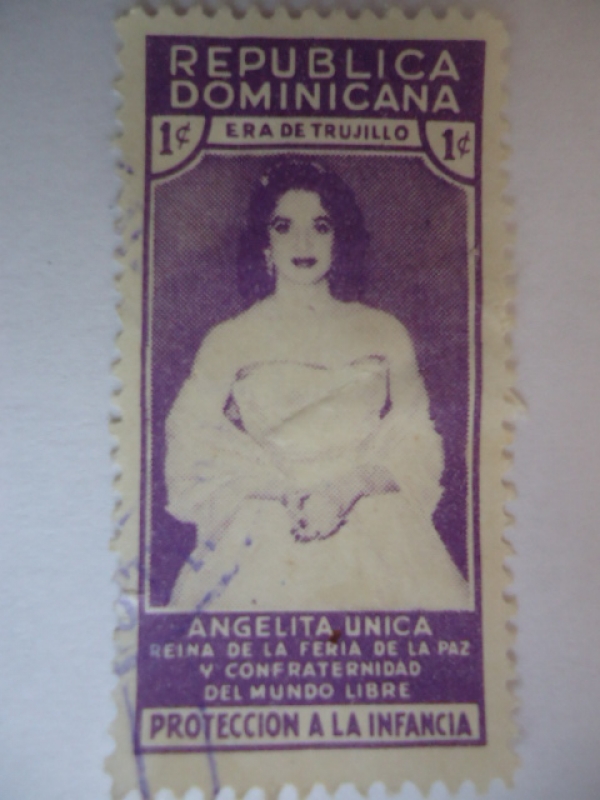 REPUBLICA
DOMINICANA
1¢ ERA DE TRUJILLO 1¢
ANGELITA UNICA
REINA DE LA FERIA DE LA PAZ
Y CONFRATERNIDAD
DEL MUNDO LIBRE
PROTECCION A LA INFANCIA